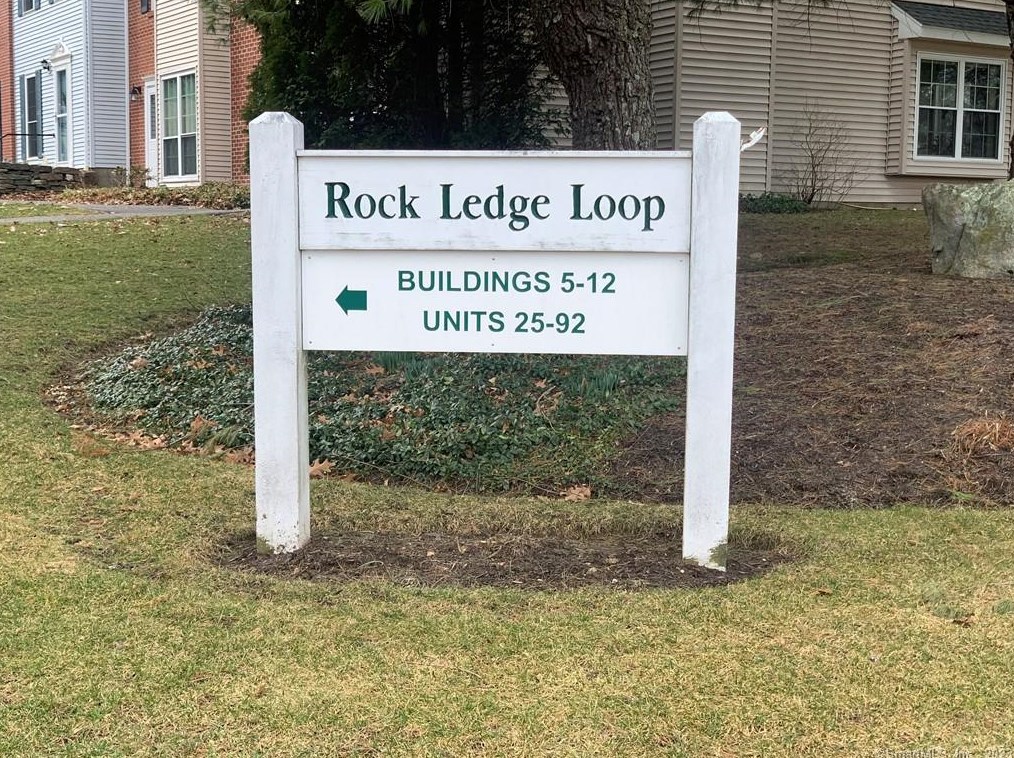 Rock Ledge Loop
BUILDINGS 5-12
UNITS 25-92